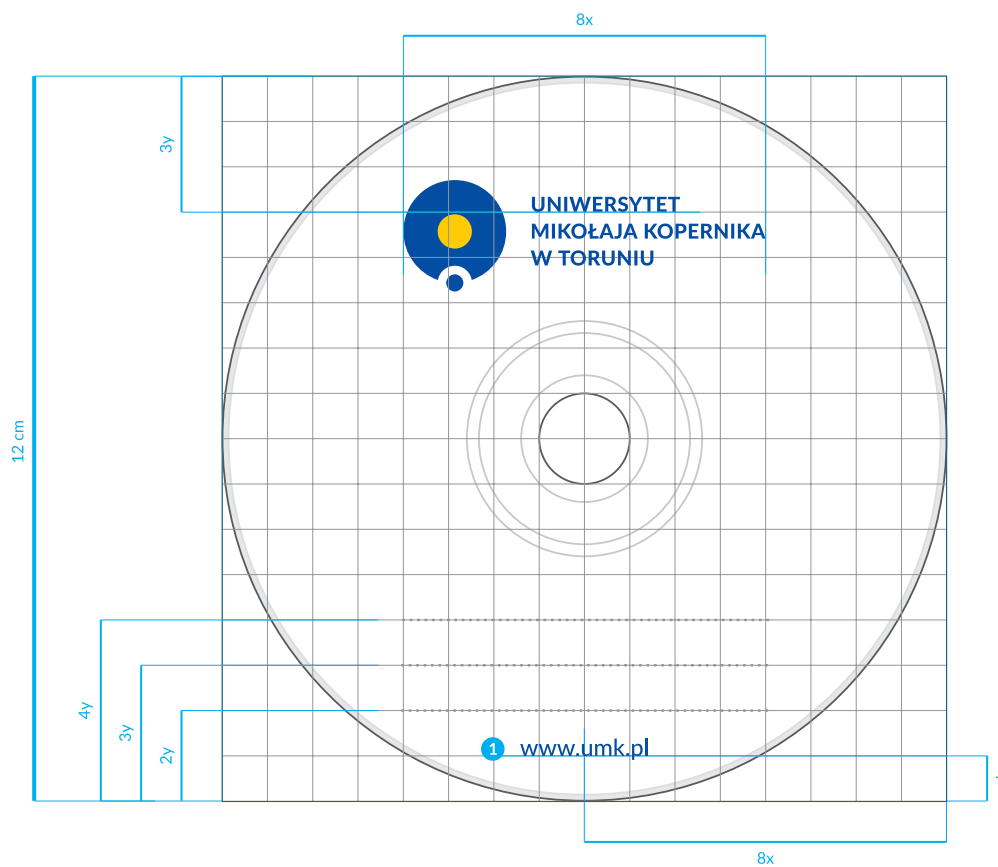 8x
3y
UNIWERSYTET
MIKOŁAJA KOPERNIKA
W TORUNIU
12 cm
4y
3y
2y
1 www.umk.pl
8x